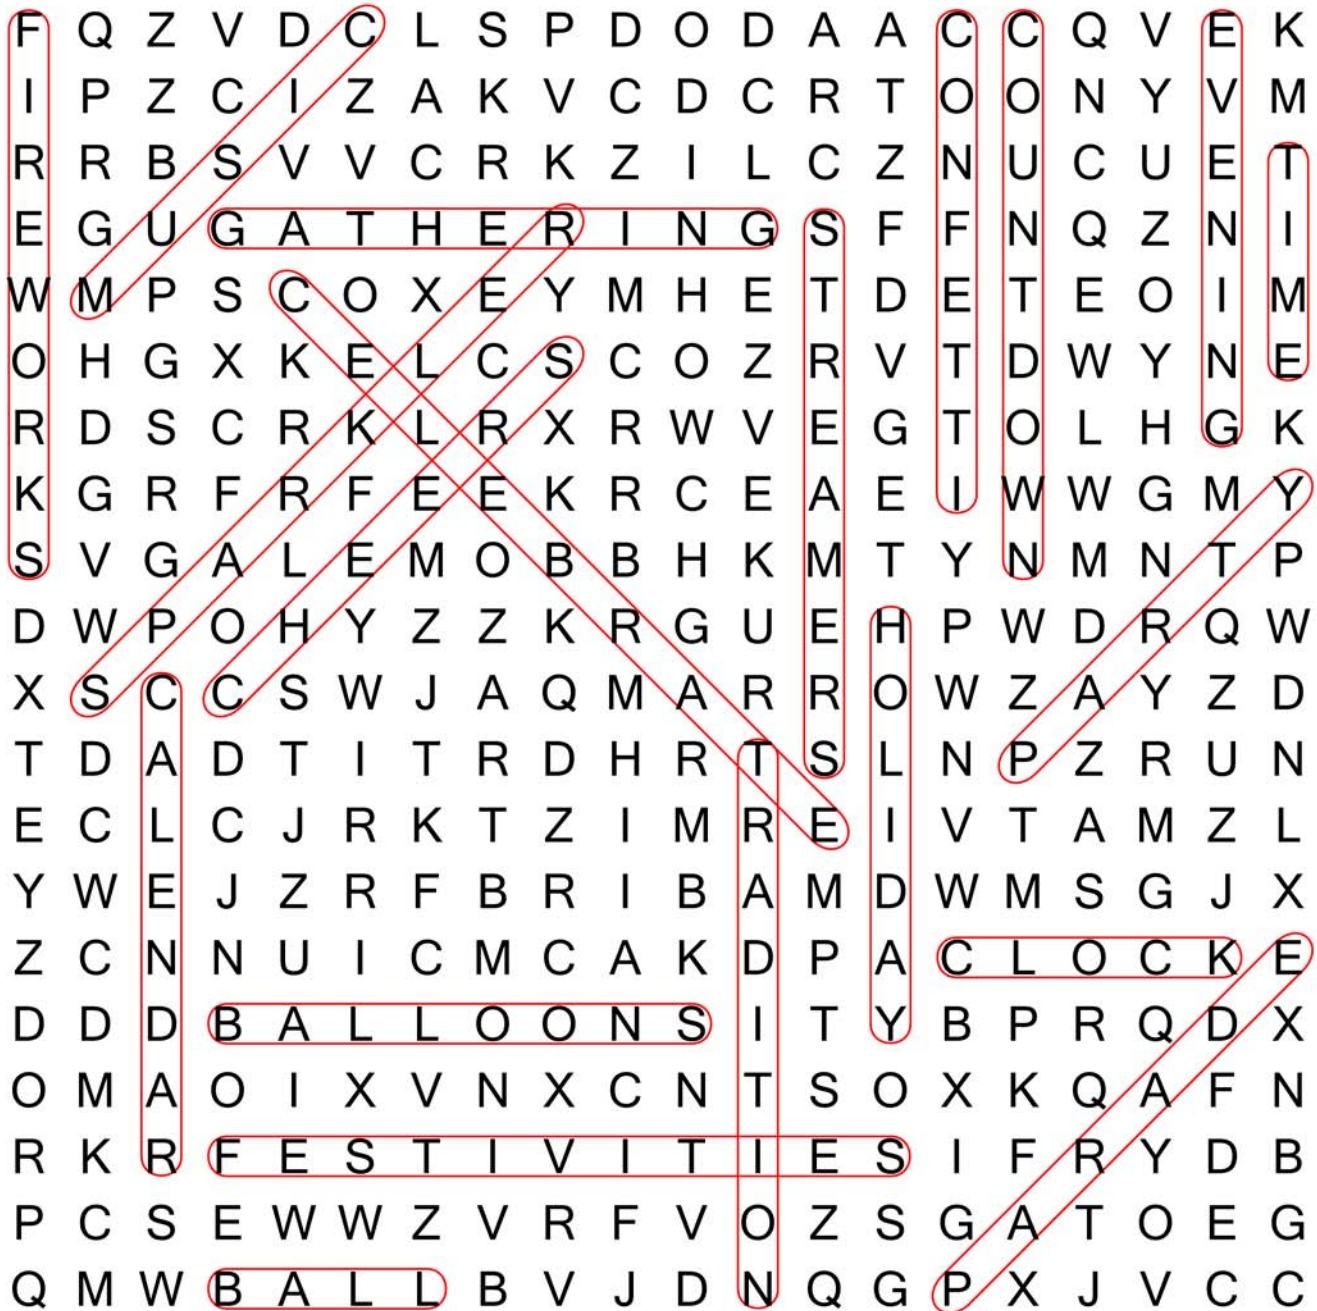 F Q Z V D C L S P D O D A A C C Q V E K
I P Z C I Z A K V C D C R T O O N Y V M
R R B S V V C R K Z I L C Z N U C U E T
E G U G A T H E R I N G S F F N Q Z N I
W M P S C O X E Y M H E T D E T E O I M
O H G X K E L C S C O Z R V T D W Y N E
R D S C R K L R X R W V E G T O L H G K
K G R F R F E E K R C E A E I W W G M Y
S V G A L E M O B B H K M T Y N M N T P
D W P O H Y Z Z K R G U E H P W D R Q W
X S C C S W J A Q M A R R O W Z A Y Z D
T D A D T I T R D H R T S L N P Z R U N
E C L C J R K T Z I M R E I V T A M Z L
Y W E J Z R F B R I B A M D W M S G J X
Z C N N U I C M C A K D P A C L O C K E
D D D B A L L O O N S I T Y B P R Q D X
O M A O I X V N X C N T S O X K Q A F N
R K R F E S T I V I T I E S I F R Y D B
P C S E W W Z V R F V O Z S G A T O E G
Q M W B A L L B V J D N Q G P X J V C C